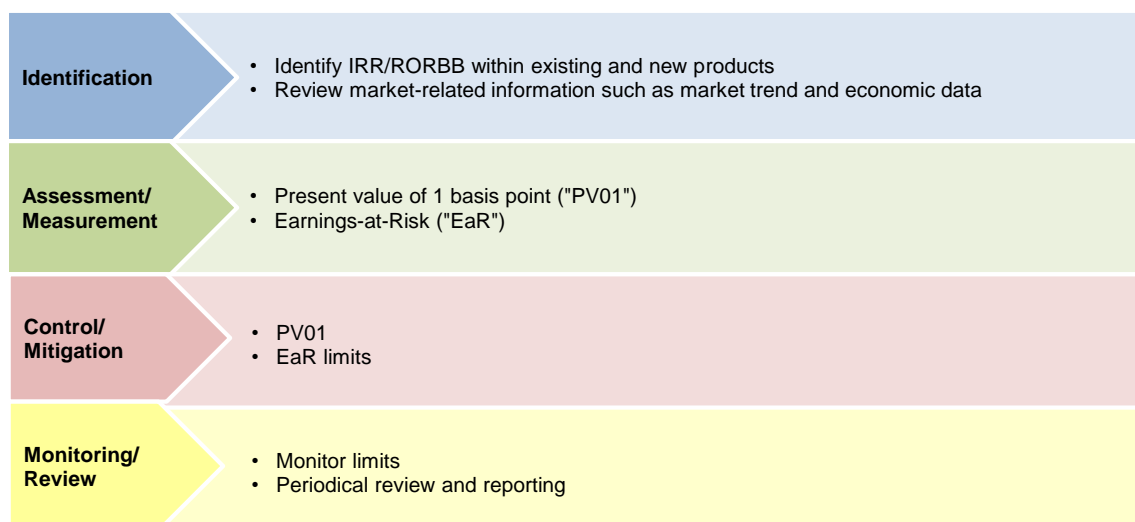 Identification
• Identify IRR/RORBB within existing and new products
• Review market-related information such as market trend and economic data
Assessment/
Measurement
• Present value of 1 basis point ("PV01")
• Earnings-at-Risk ("EaR")
Control/
Mitigation
• PV01
• EaR limits
Monitoring/
Review
• Monitor limits
• Periodical review and reporting